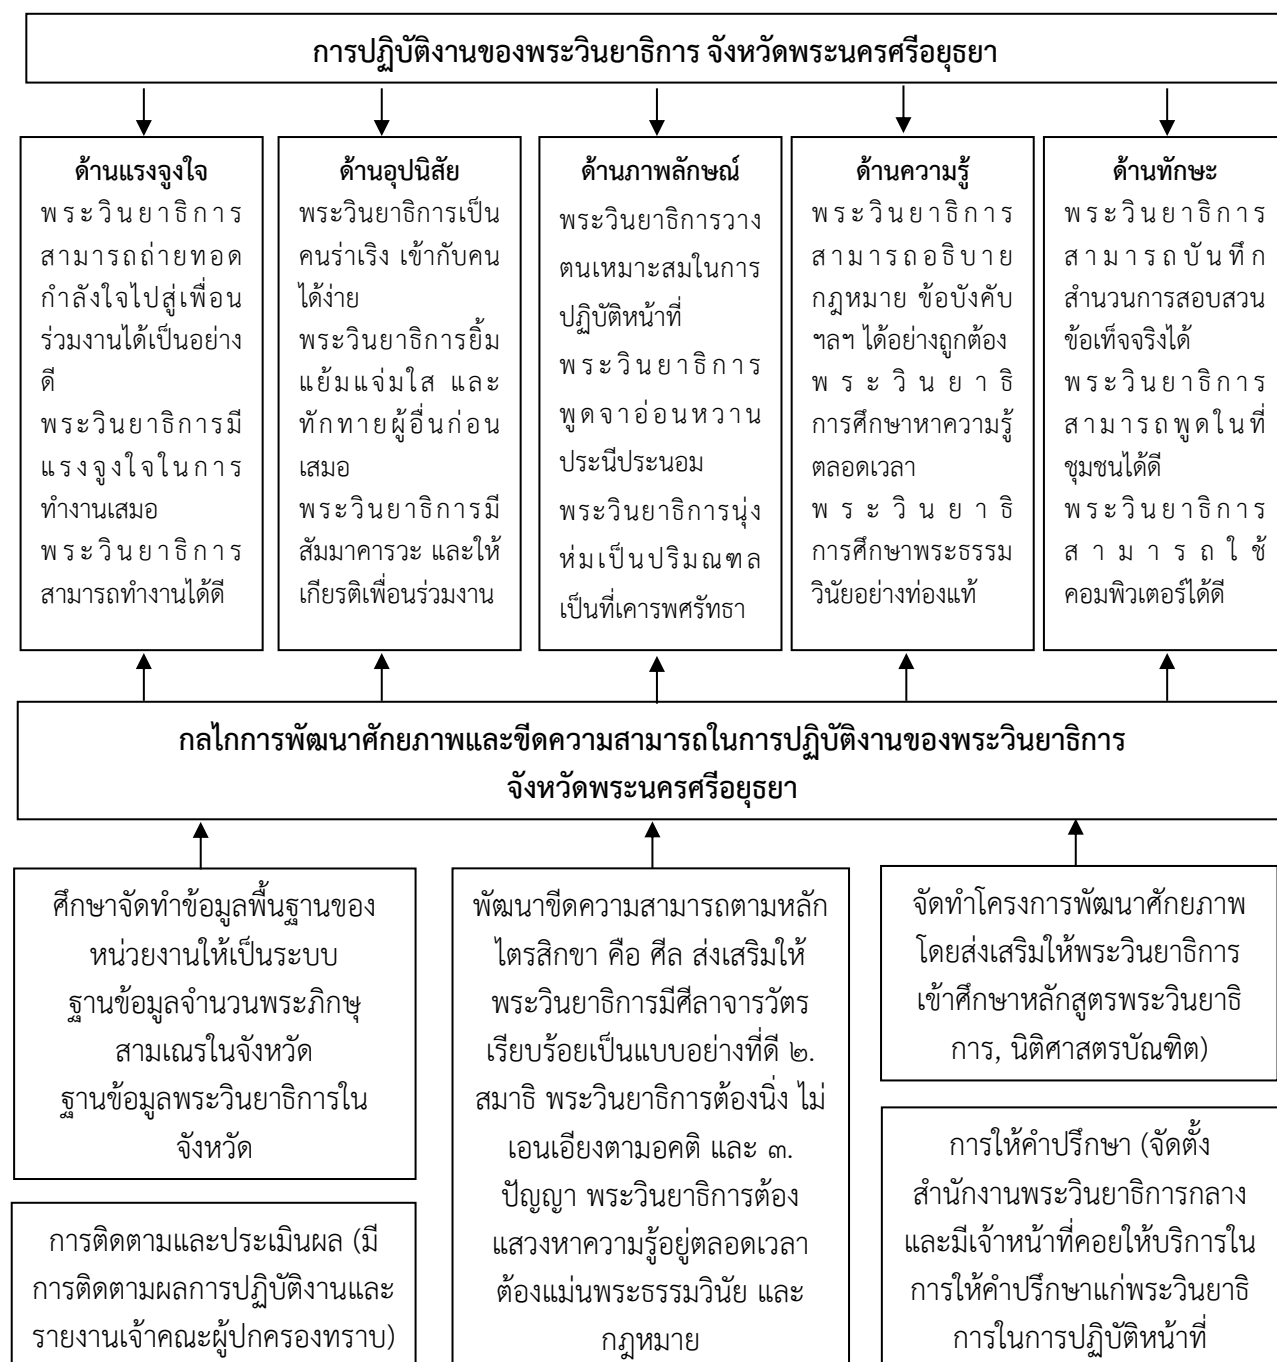 การปฏิบัติงานของพระวินยาธิการ จังหวัดพระนครศรีอยุธยา
ด้านแรงจูงใจ
พระวินยาธิการ
สามารถถ่ายทอด
กำลังใจไปสู่เพื่อน
ร่วมงานได้เป็นอย่าง
ดี
พระวินยาธิการมี
แรงจูงใจในการ
ทำงานเสมอ
พระวินยาธิการ
สามารถทำงานได้ดี
ด้านอุปนิสัย
พระวินยาธิการเป็น
คนร่าเริง เข้ากับคน
ได้ง่าย
พระวินยาธิการยิ้ม
แย้มแจ่มใส และ
ทักทายผู้อื่นก่อน
เสมอ
พระวินยาธิการมี
สัมมาคารวะ และให้
เกียรติเพื่อนร่วมงาน
ด้านภาพลักษณ์
พระวินยาธิการวาง
ตนเหมาะสมในการ
ปฏิบัติหน้าที่
พระวินยาธิการ
พูดจาอ่อนหวาน
ประนีประนอม
พระวินยาธิการนุ่ง
ห่มเป็นปริมณฑล
เป็นที่เคารพศรัทธา
ด้านความรู้
พระวินยาธิการ
สามารถอธิบาย
กฎหมาย ข้อบังคับ
ฯลฯ ได้อย่างถูกต้อง
พระวินยาธิ
การศึกษาหาความรู้
ตลอดเวลา
พระวินยาธิ
การศึกษาพระธรรม
วินัยอย่างท่องแท้
ด้านทักษะ
พระวินยาธิการ
สามารถบันทึก
สำนวนการสอบสวน
ข้อเท็จจริงได้
พระวินยาธิการ
สามารถพูดในที่
ชุมชนได้ดี
พระวินยาธิการ
สามารถใช้
คอมพิวเตอร์ได้ดี
กลไกการพัฒนาศักยภาพและขีดความสามารถในการปฏิบัติงานของพระวินยาธิการ
จังหวัดพระนครศรีอยุธยา
ศึกษาจัดทำข้อมูลพื้นฐานของ
หน่วยงานให้เป็นระบบ
ฐานข้อมูลจำนวนพระภิกษุ
สามเณรในจังหวัด
ฐานข้อมูลพระวินยาธิการใน
จังหวัด
การติดตามและประเมินผล (มี
การติดตามผลการปฏิบัติงานและ
รายงานเจ้าคณะผู้ปกครองทราบ)
พัฒนาขีดความสามารถตามหลัก
ไตรสิกขา คือ ศีล ส่งเสริมให้
พระวินยาธิการมีศีลาจารวัตร
เรียบร้อยเป็นแบบอย่างที่ดี ๒.
สมาธิ พระวินยาธิการต้องนิ่ง ไม่
เอนเอียงตามอคติ และ ๓.
ปัญญา พระวินยาธิการต้อง
แสวงหาความรู้อยู่ตลอดเวลา
ต้องแม่นพระธรรมวินัย และ
กฎหมาย
จัดทำโครงการพัฒนาศักยภาพ
โดยส่งเสริมให้พระวินยาธิการ
เข้าศึกษาหลักสูตรพระวินยาธิ
การ, นิติศาสตรบัณฑิต)
การให้คำปรึกษา (จัดตั้ง
สำนักงานพระวินยาธิการกลาง
และมีเจ้าหน้าที่คอยให้บริการใน
การให้คำปรึกษาแก่พระวินยาธิ
การในการปฏิบัติหน้าที่